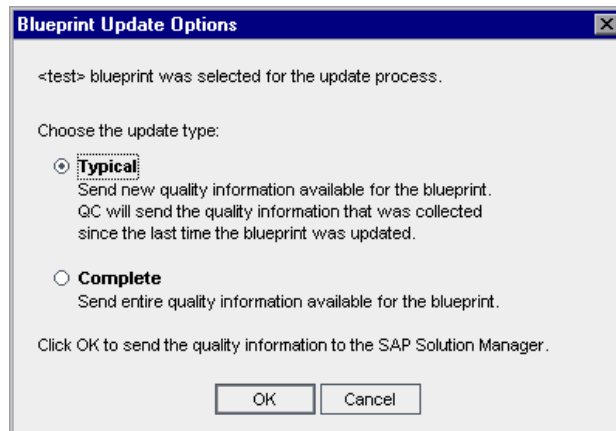 Blueprint Update Options
<test> blueprint was selected for the update process.
Choose the update type:
Typical
Send new quality information available for the blueprint.
QC will send the quality information that was collected
since the last time the blueprint was updated.
Complete
Send entire quality information available for the blueprint.
Click OK to send the quality information to the SAP Solution Manager.
OK Cancel